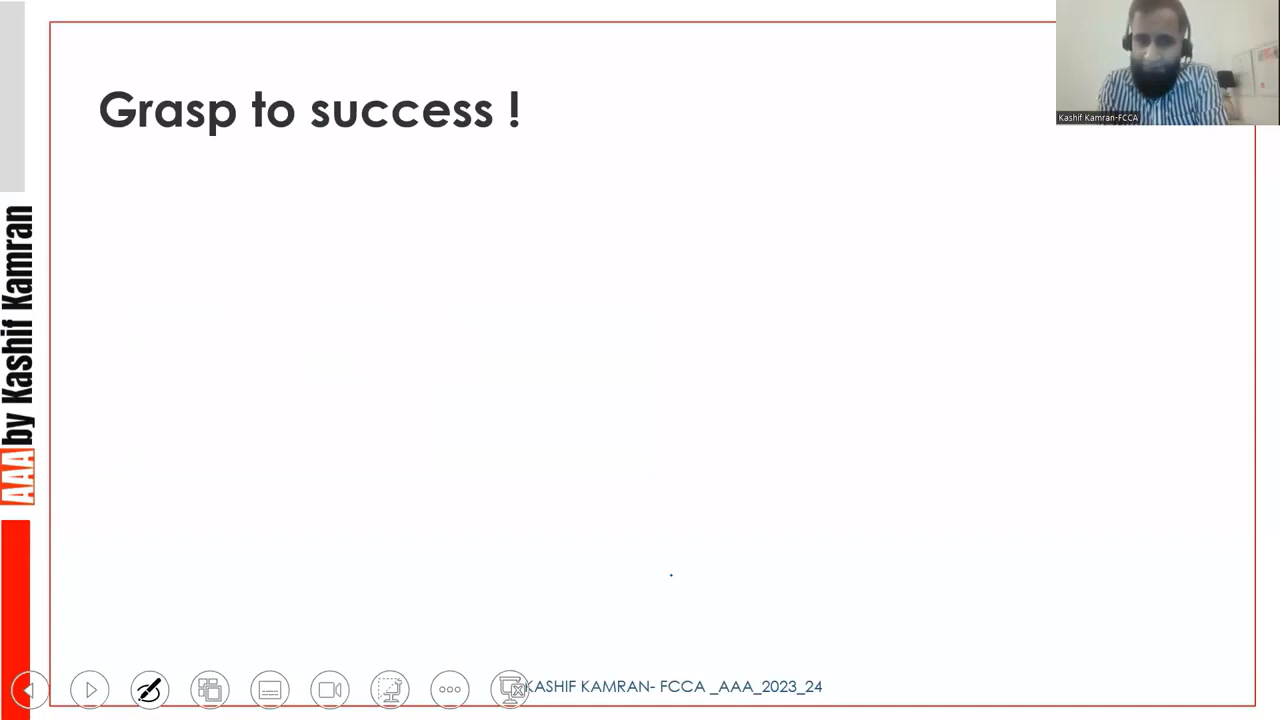 Grasp to success !
Kashif Kamran-FCCA
AAA by Kashif Kamran
KASHIF KAMRAN- FCCA _AAA_2023_24